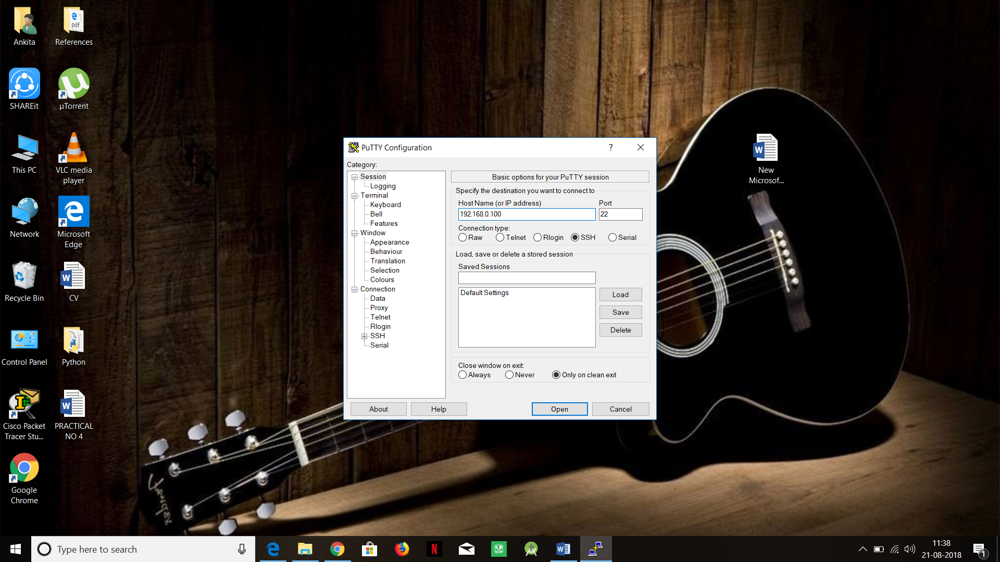 Ankita
References
pdf
SHAREit
µTorrent
This PC
VLC media
player
Network
Microsoft
Edge
Recycle Bin
CV
Control Panel
Python
Cisco Packet
Tracer Stu...
PRACTICAL
NO 4
Google
Chrome
New
Microsof...
Fender
PuTTY Configuration
?
Category:
Session
Logging
Terminal
Keyboard
Bell
Features
Window
Appearance
Behaviour
Translation
Selection
Colours
Connection
Data
Proxy
Telnet
Rlogin
SSH
Serial
Basic options for your PuTTY session
Specify the destination you want to connect to
Host Name (or IP address) Port
192.168.0.100 22
Connection type:
Raw Telnet Rlogin SSH Serial
Load, save or delete a stored session
Saved Sessions
Default Settings
Load
Save
Delete
Close window on exit:
Always Never Only on clean exit
About Help Open Cancel
Type here to search
11:38
21-08-2018
1